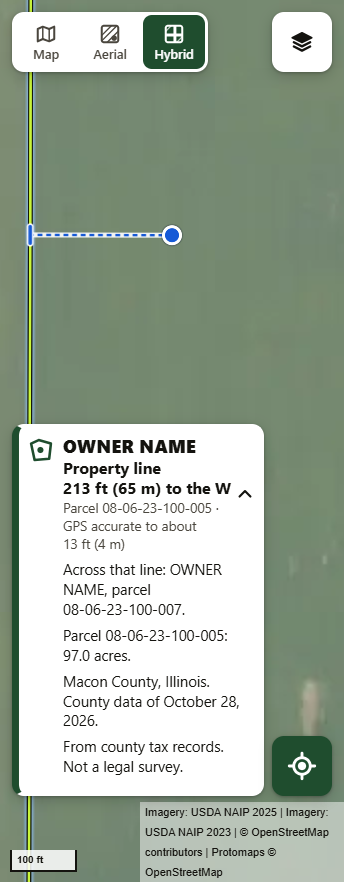 Map
Aerial
Hybrid
OWNER NAME
Property line
213 ft (65 m) to the W
Parcel 08-06-23-100-005 ·
GPS accurate to about
13 ft (4 m)
Across that line: OWNER
NAME, parcel
08-06-23-100-007.
Parcel 08-06-23-100-005:
97.0 acres.
Macon County, Illinois.
County data of October 28,
2026.
From county tax records.
Not a legal survey.
100 ft
Imagery: USDA NAIP 2025 | Imagery:
USDA NAIP 2023 | © OpenStreetMap
contributors | Protomaps ©
OpenStreetMap